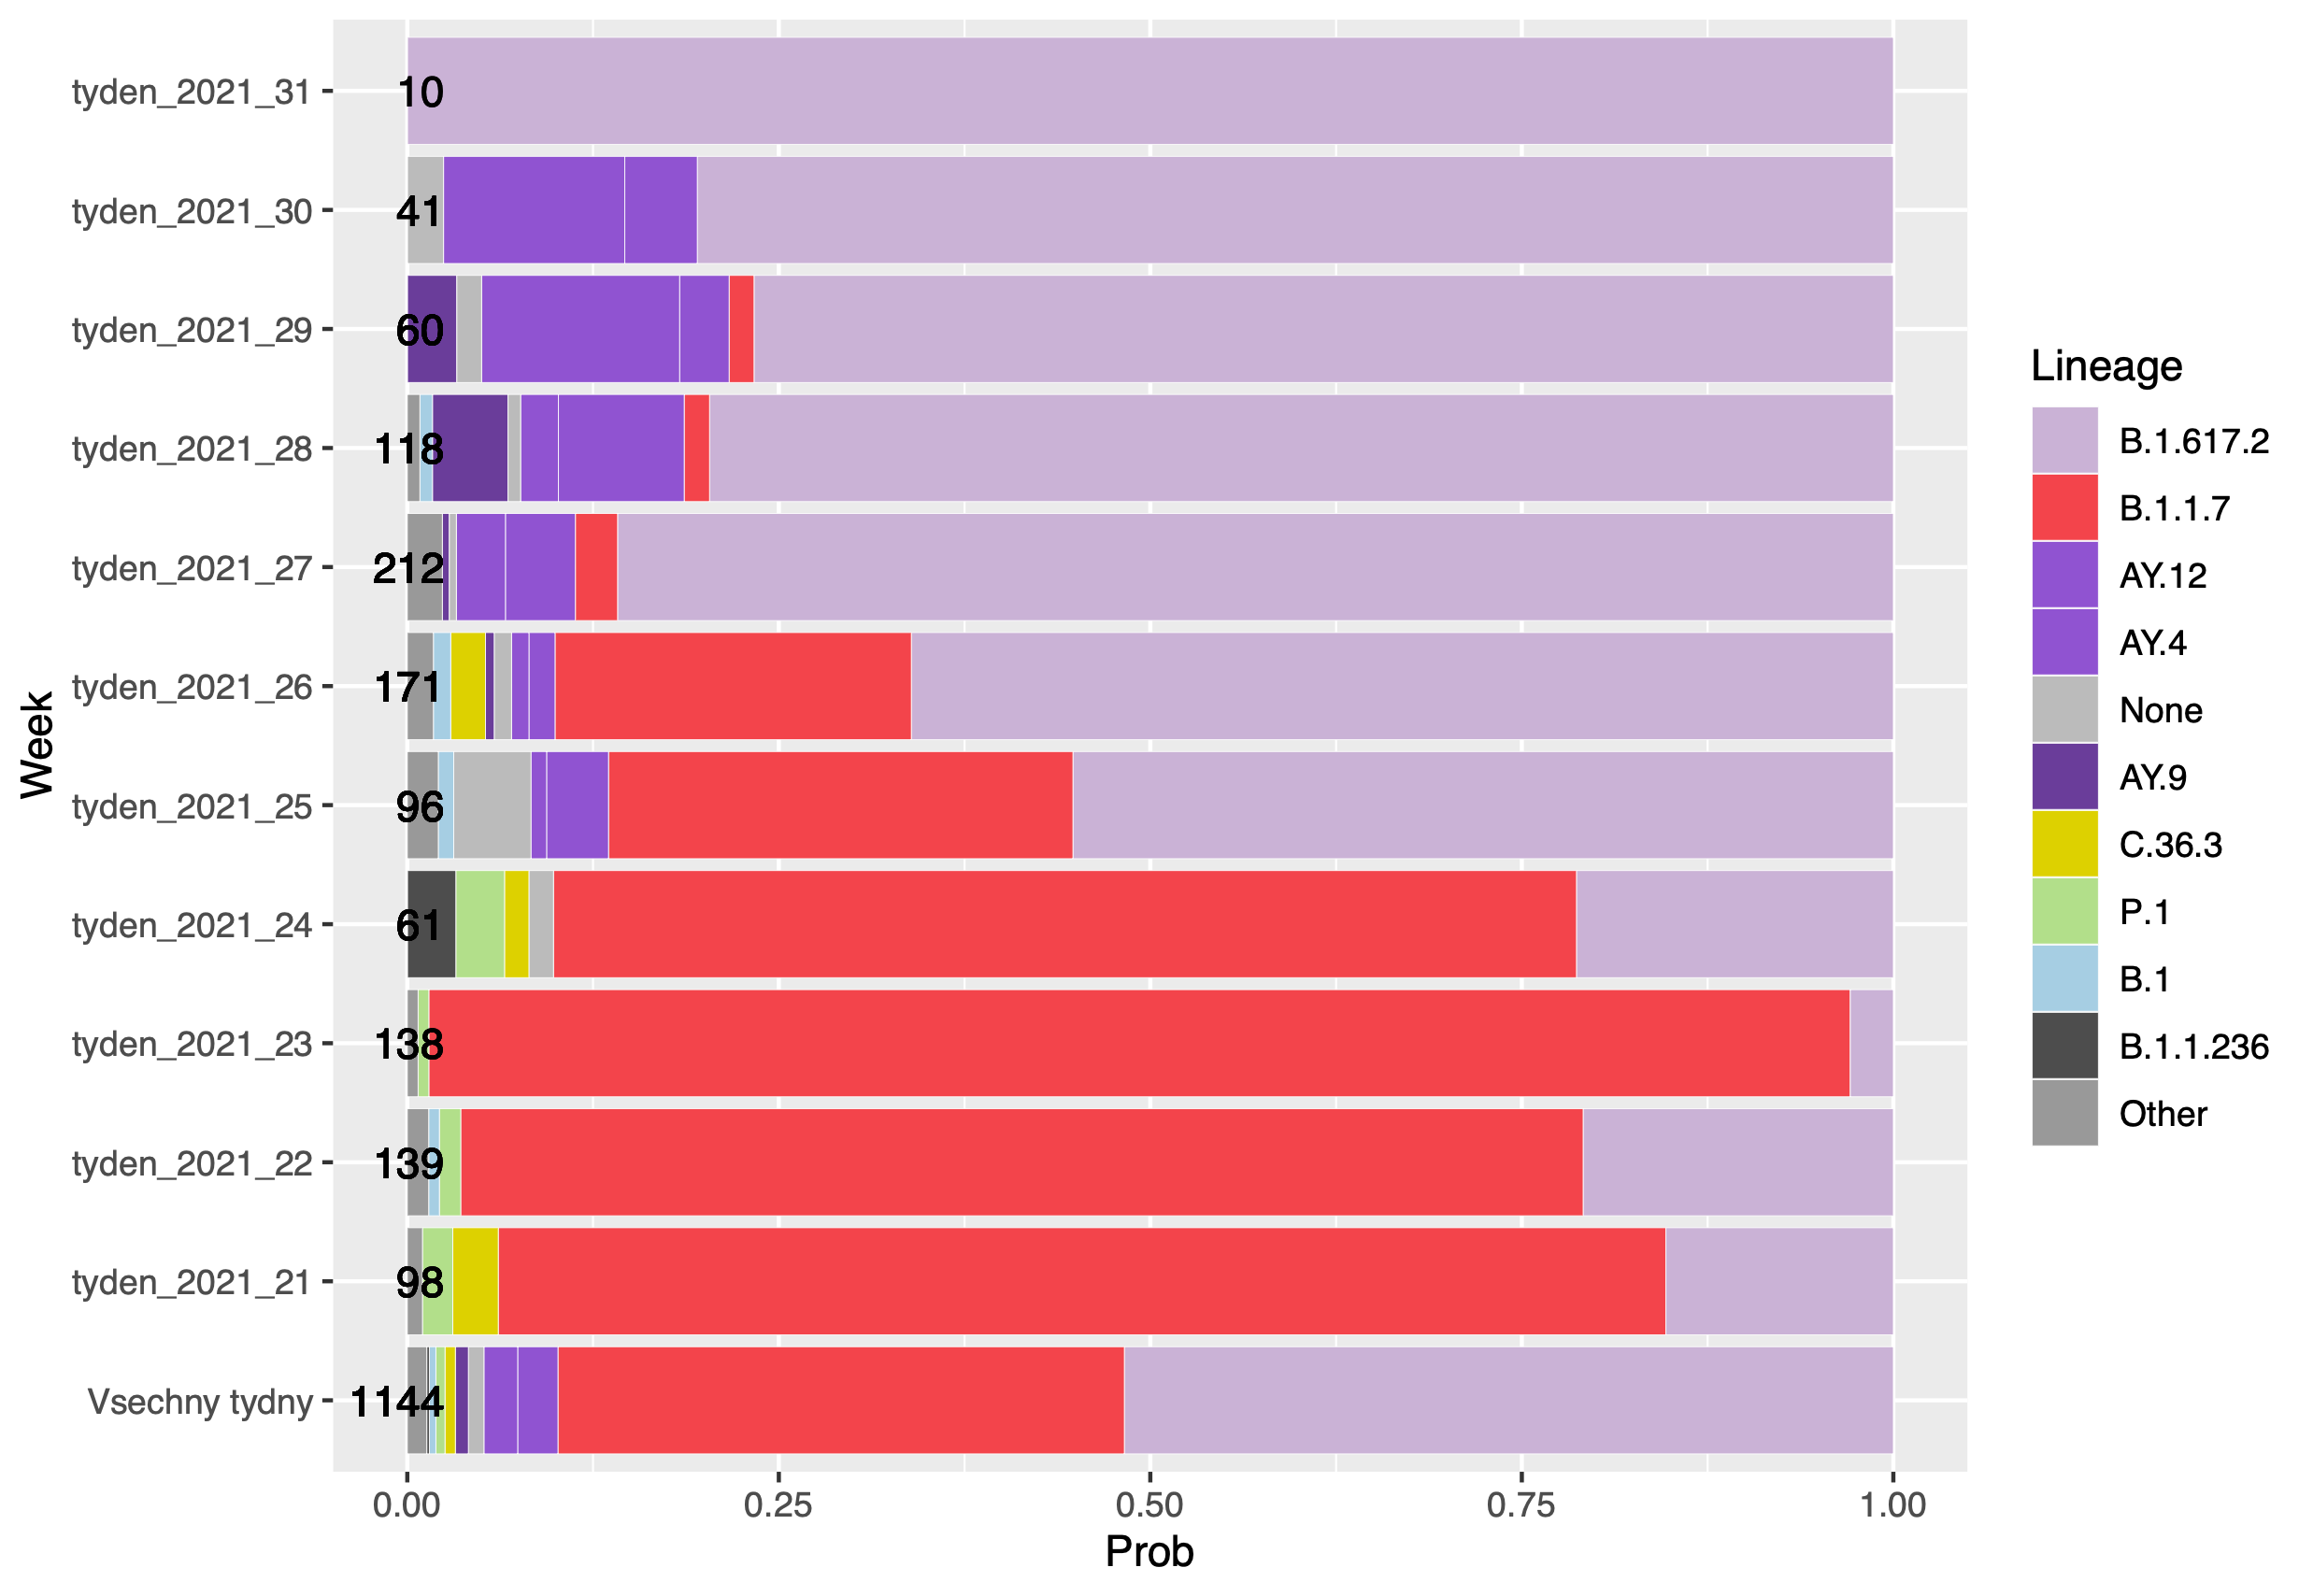 Week
tyden_2021_31
10
tyden_2021_30
41
tyden_2021_29
60
tyden_2021_28
118
tyden_2021_27
212
tyden_2021_26
171
tyden_2021_25
96
tyden_2021_24
61
tyden_2021_23
138
tyden_2021_22
139
tyden_2021_21
98
Vsechny tydny
1144
0.00 0.25 0.50 0.75 1.00
Prob
Lineage
B.1.617.2
B.1.1.7
AY.12
AY.4
None
AY.9
C.36.3
P.1
B.1
B.1.1.236
Other